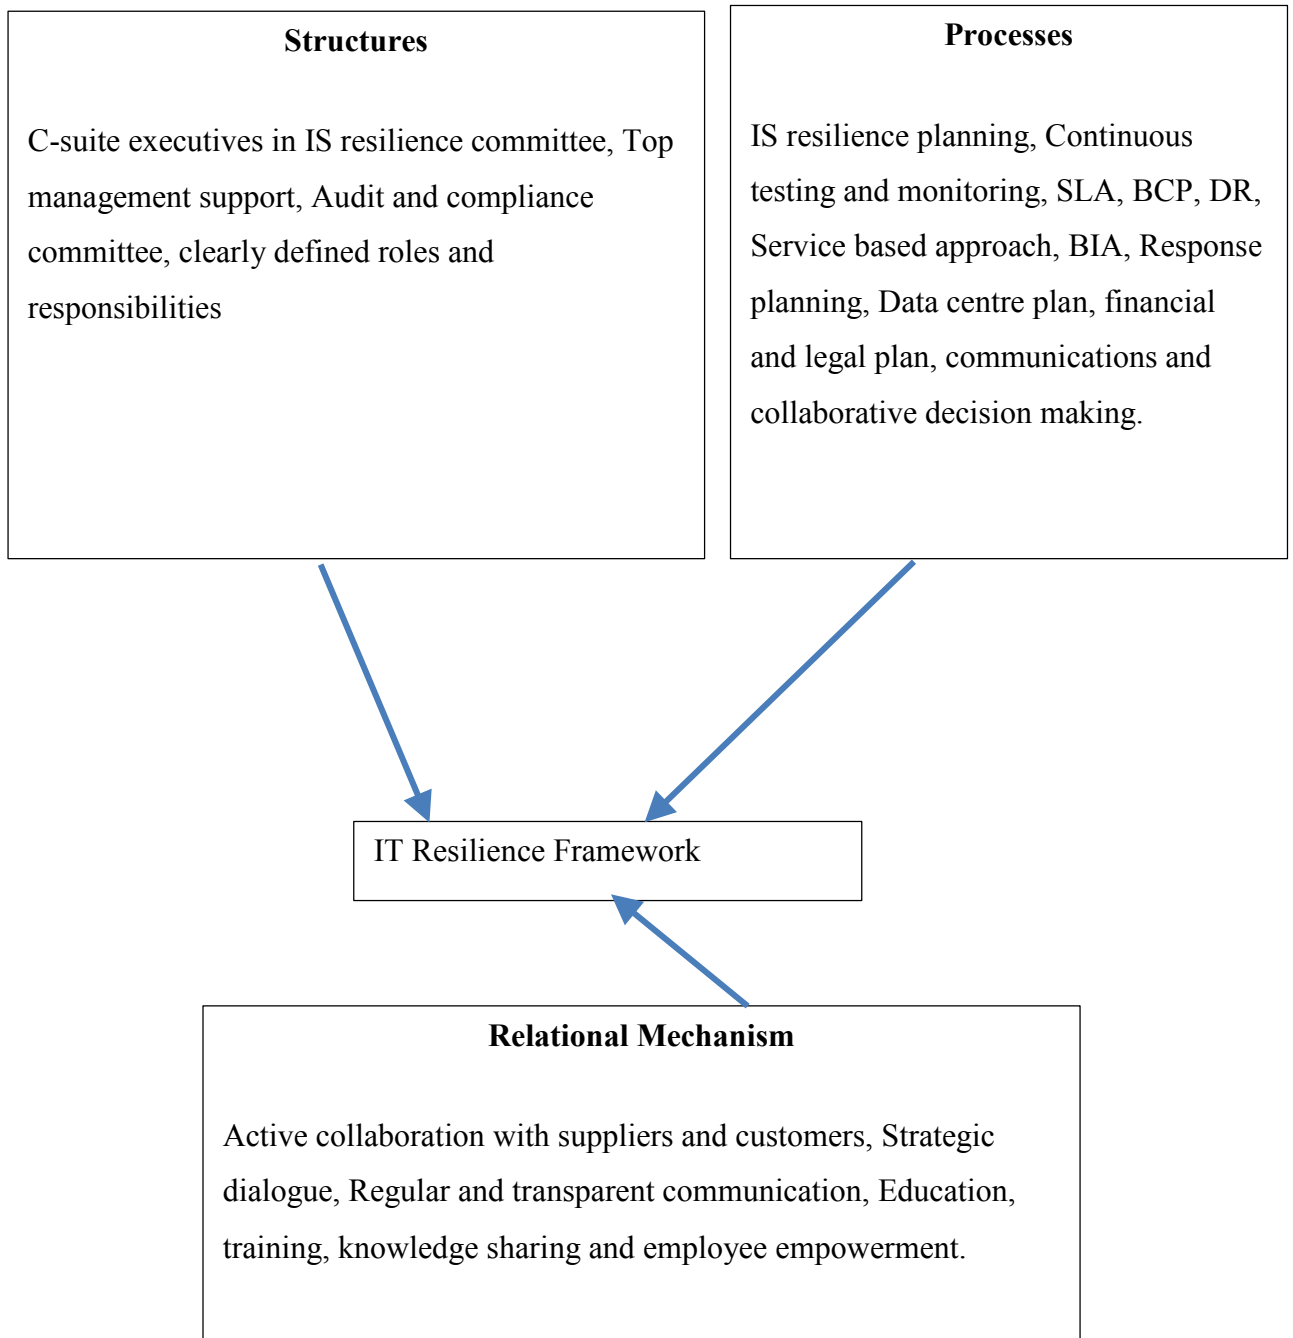 Structures
C-suite executives in IS resilience committee, Top
management support, Audit and compliance
committee, clearly defined roles and
responsibilities
Processes
IS resilience planning, Continuous
testing and monitoring, SLA, BCP, DR,
Service based approach, BIA, Response
planning, Data centre plan, financial
and legal plan, communications and
collaborative decision making.
IT Resilience Framework
Relational Mechanism
Active collaboration with suppliers and customers, Strategic
dialogue, Regular and transparent communication, Education,
training, knowledge sharing and employee empowerment.